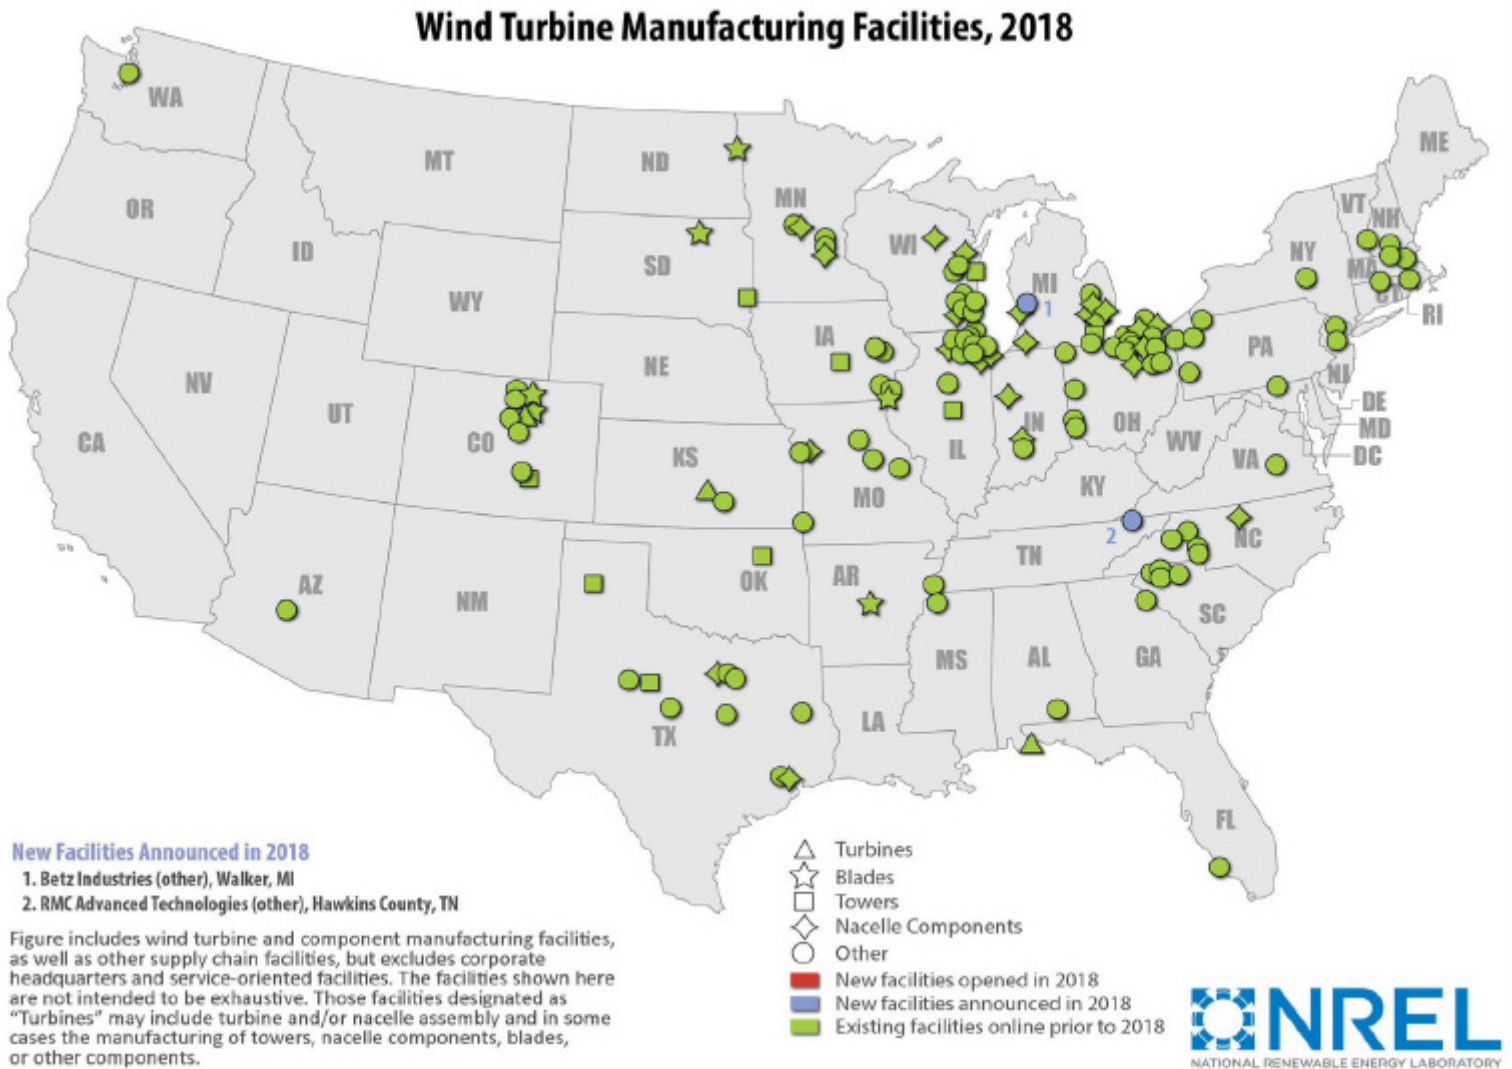 Wind Turbine Manufacturing Facilities, 2018
WA
MT
ND
MN
ME
OR
ID
SD
WI
MI
1
VT
NH
NY
MA
CT
RI
WY
IA
PA
NJ
NV
NE
UT
CO
IL
IN
OH
DE
MD
DC
CA
KS
MO
WV
VA
KY
2
AZ
NM
OK
AR
TN
NC
SC
MS
AL
GA
TX
LA
FL
New Facilities Announced in 2018
1. Betz Industries (other), Walker, MI
2. RMC Advanced Technologies (other), Hawkins County, TN
Figure includes wind turbine and component manufacturing facilities,
as well as other supply chain facilities, but excludes corporate
headquarters and service-oriented facilities. The facilities shown here
are not intended to be exhaustive. Those facilities designated as
“Turbines” may include turbine and/or nacelle assembly and in some
cases the manufacturing of towers, nacelle components, blades,
or other components.
Turbines
Blades
Towers
Nacelle Components
Other
New facilities opened in 2018
New facilities announced in 2018
Existing facilities online prior to 2018
NREL
NATIONAL RENEWABLE ENERGY LABORATORY